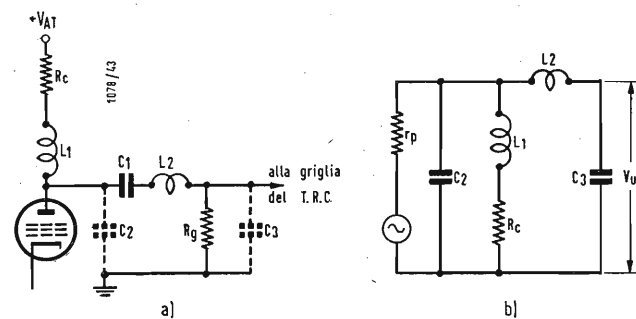 +VAT
Rc
1078/43
L1
C1
L2
alla griglia
del T.R.C.
C2
Rg
C3
a)
L2
rp
L1
C2
C3
Vu
Rc
b)